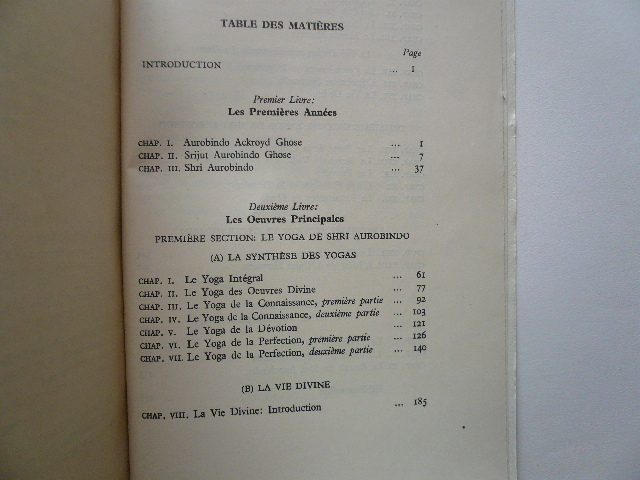 TABLE DES MATIÈRES
Page
INTRODUCTION ... I
Premier Livre:
Les Premières Années
CHAP. I. Aurobindo Ackroyd Ghose ... 1
CHAP. II. Srijut Aurobindo Ghose ... 7
CHAP. III. Shri Aurobindo ... 37
Deuxième Livre:
Les Oeuvres Principales
PREMIÈRE SECTION: LE YOGA DE SHRI AUROBINDO
(A) LA SYNTHÈSE DES YOGAS
CHAP. I. Le Yoga Intégral ... 61
CHAP. II. Le Yoga des Oeuvres Divine ... 77
CHAP. III. Le Yoga de la Connaissance, première partie ... 92
CHAP. IV. Le Yoga de la Connaissance, deuxième partie ... 103
CHAP. V. Le Yoga de la Dévotion ... 121
CHAP. VI. Le Yoga de la Perfection, première partie ... 126
CHAP. VII. Le Yoga de la Perfection, deuxième partie ... 140
(B) LA VIE DIVINE
CHAP. VIII. La Vie Divine: Introduction ... 185